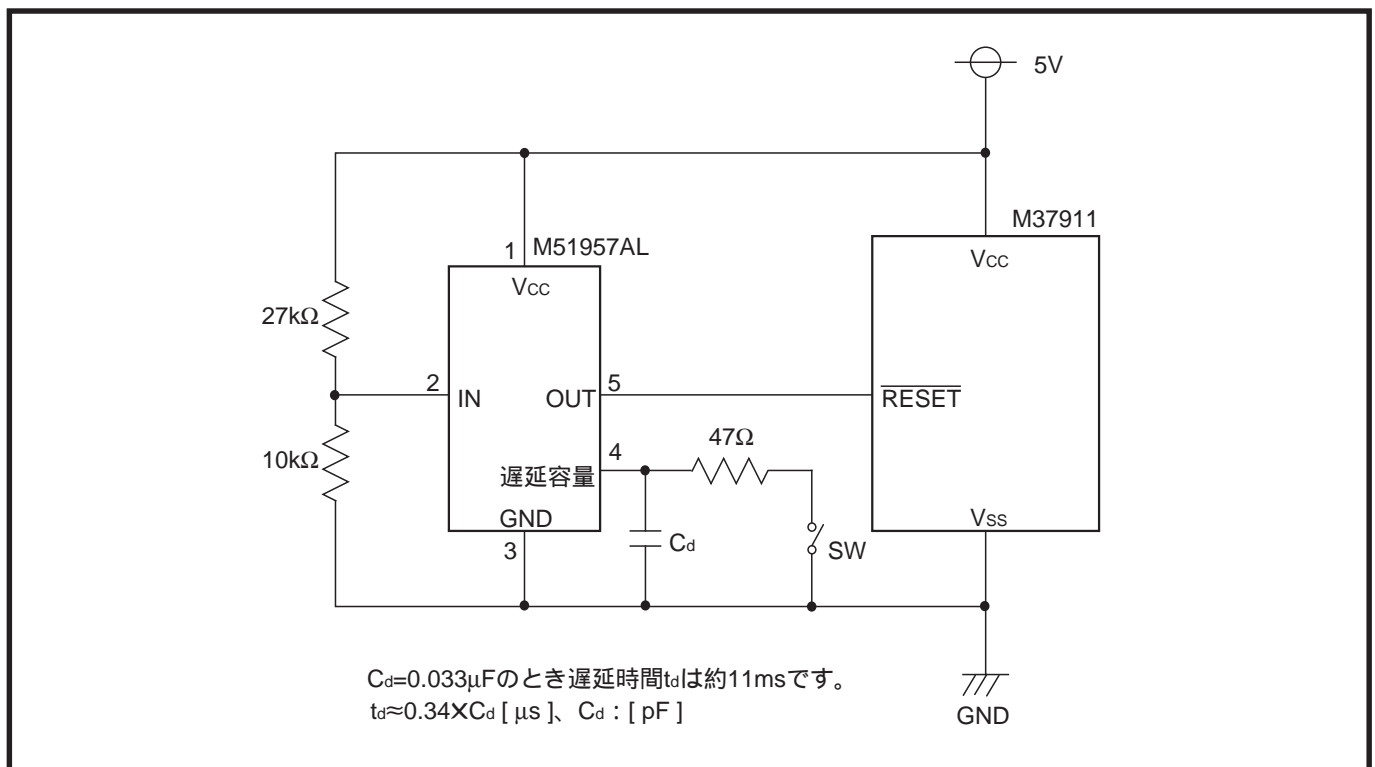 5V
M37911
1
M51957AL
VCC
VCC
27kΩ
2
IN
OUT
5
RESET
10kΩ
4
47Ω
遅延容量
GND
3
Cd
SW
VSS
Cd=0.033μFのとき遅延時間tdは約11msです。
td≈0.34✕Cd [ μs ]、Cd : [ pF ]
GND